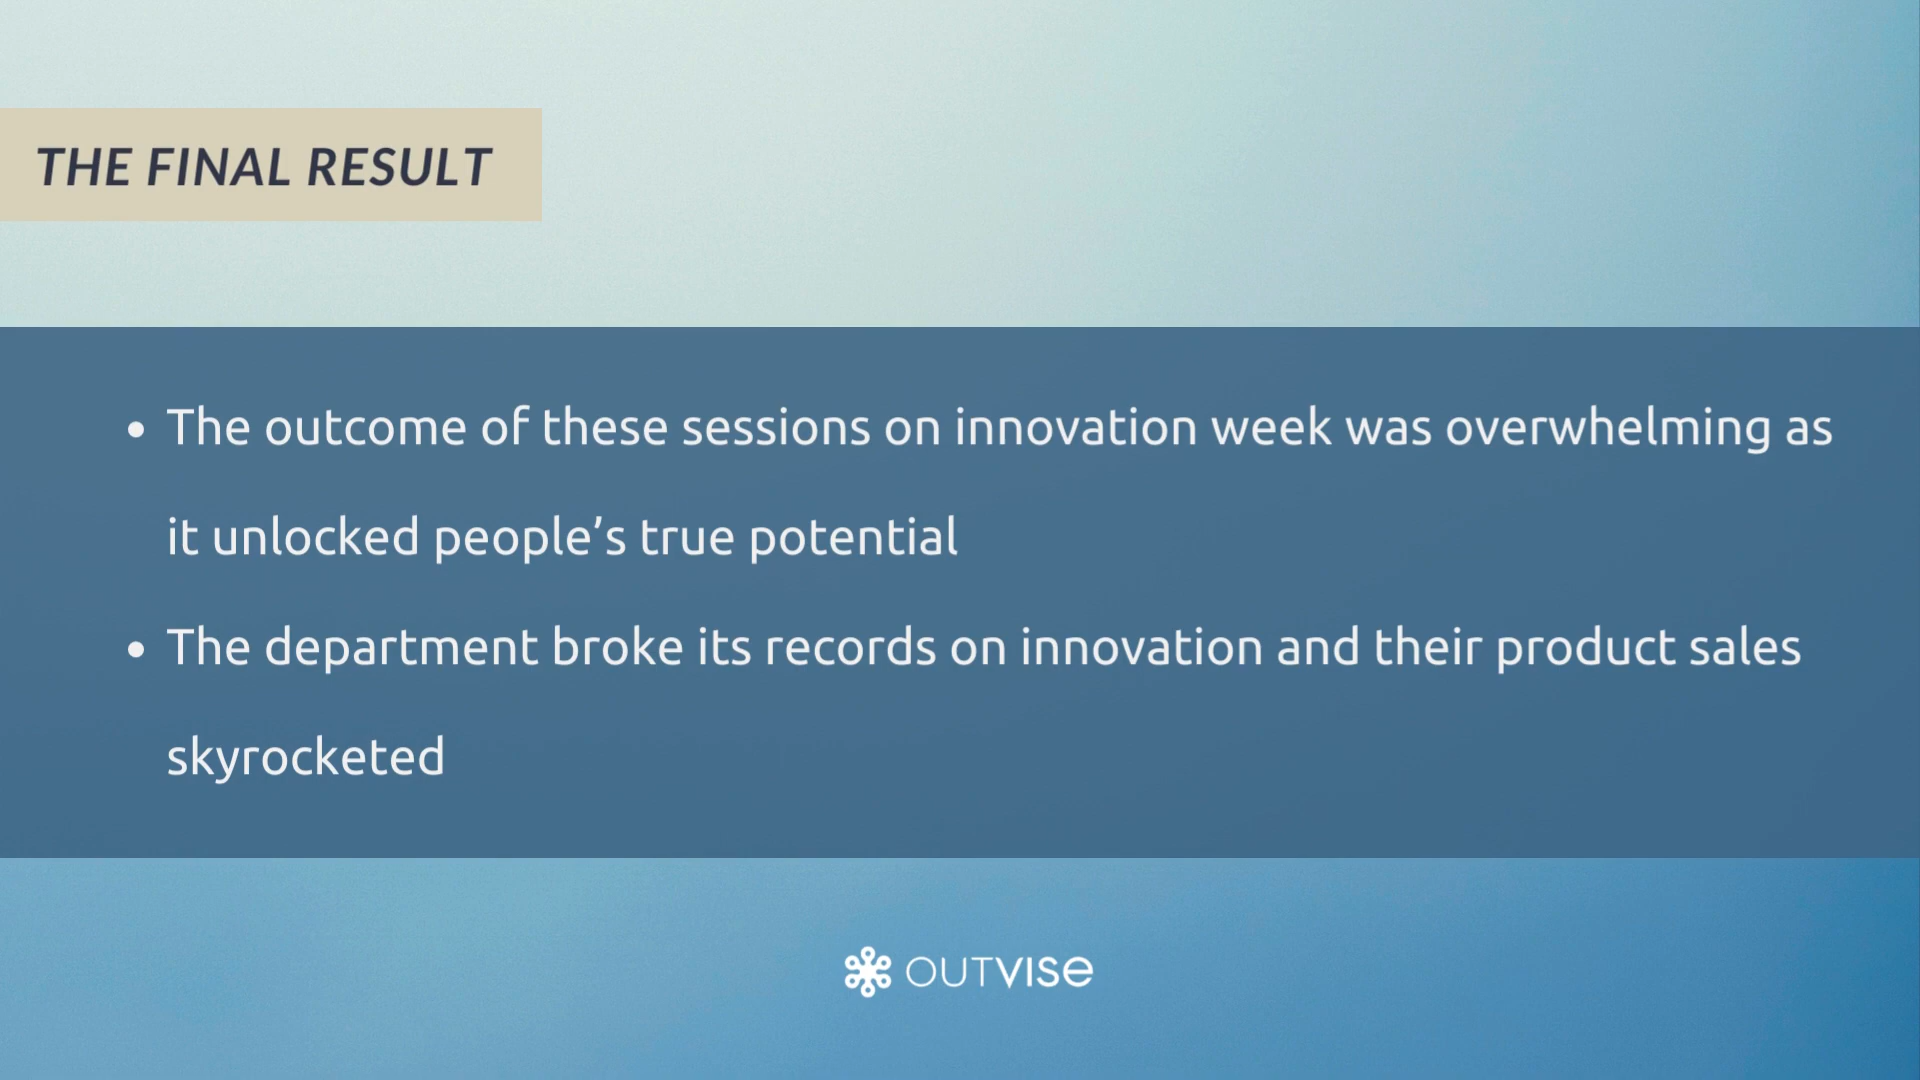 THE FINAL RESULT
• The outcome of these sessions on innovation week was overwhelming as
it unlocked people’s true potential
• The department broke its records on innovation and their product sales
skyrocketed
OUTVISE